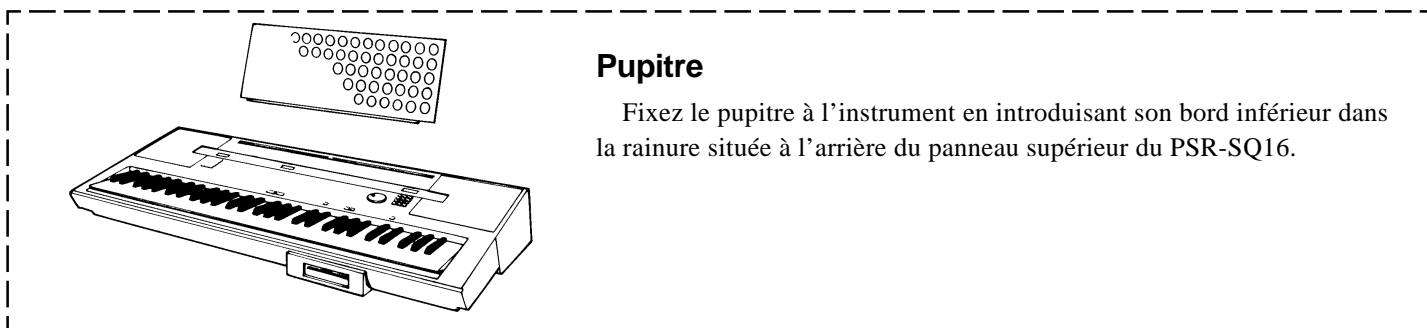 Pupitre
Fixez le pupitre à l’instrument en introduisant son bord inférieur dans
la rainure située à l’arrière du panneau supérieur du PSR-SQ16.